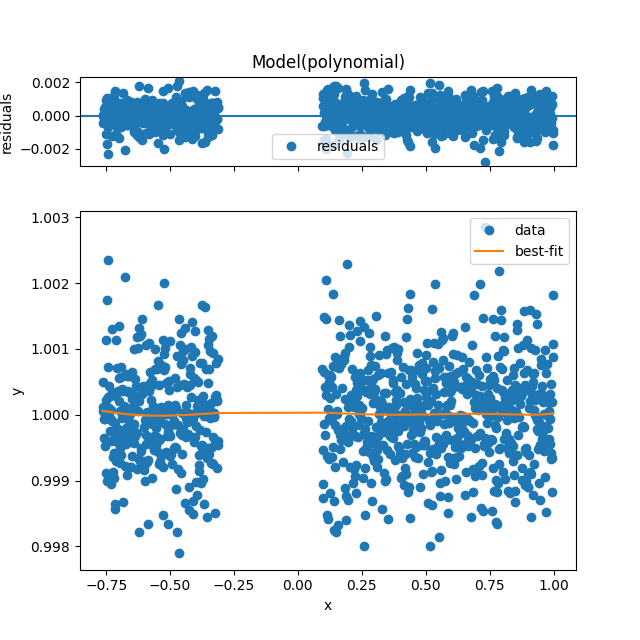 Model(polynomial)
0.002
0.000
−0.002
residuals
residuals
1.003
1.002
1.001
1.000
0.999
0.998
y
data
best-fit
−0.75
−0.50
−0.25
0.00
0.25
0.50
0.75
1.00
x